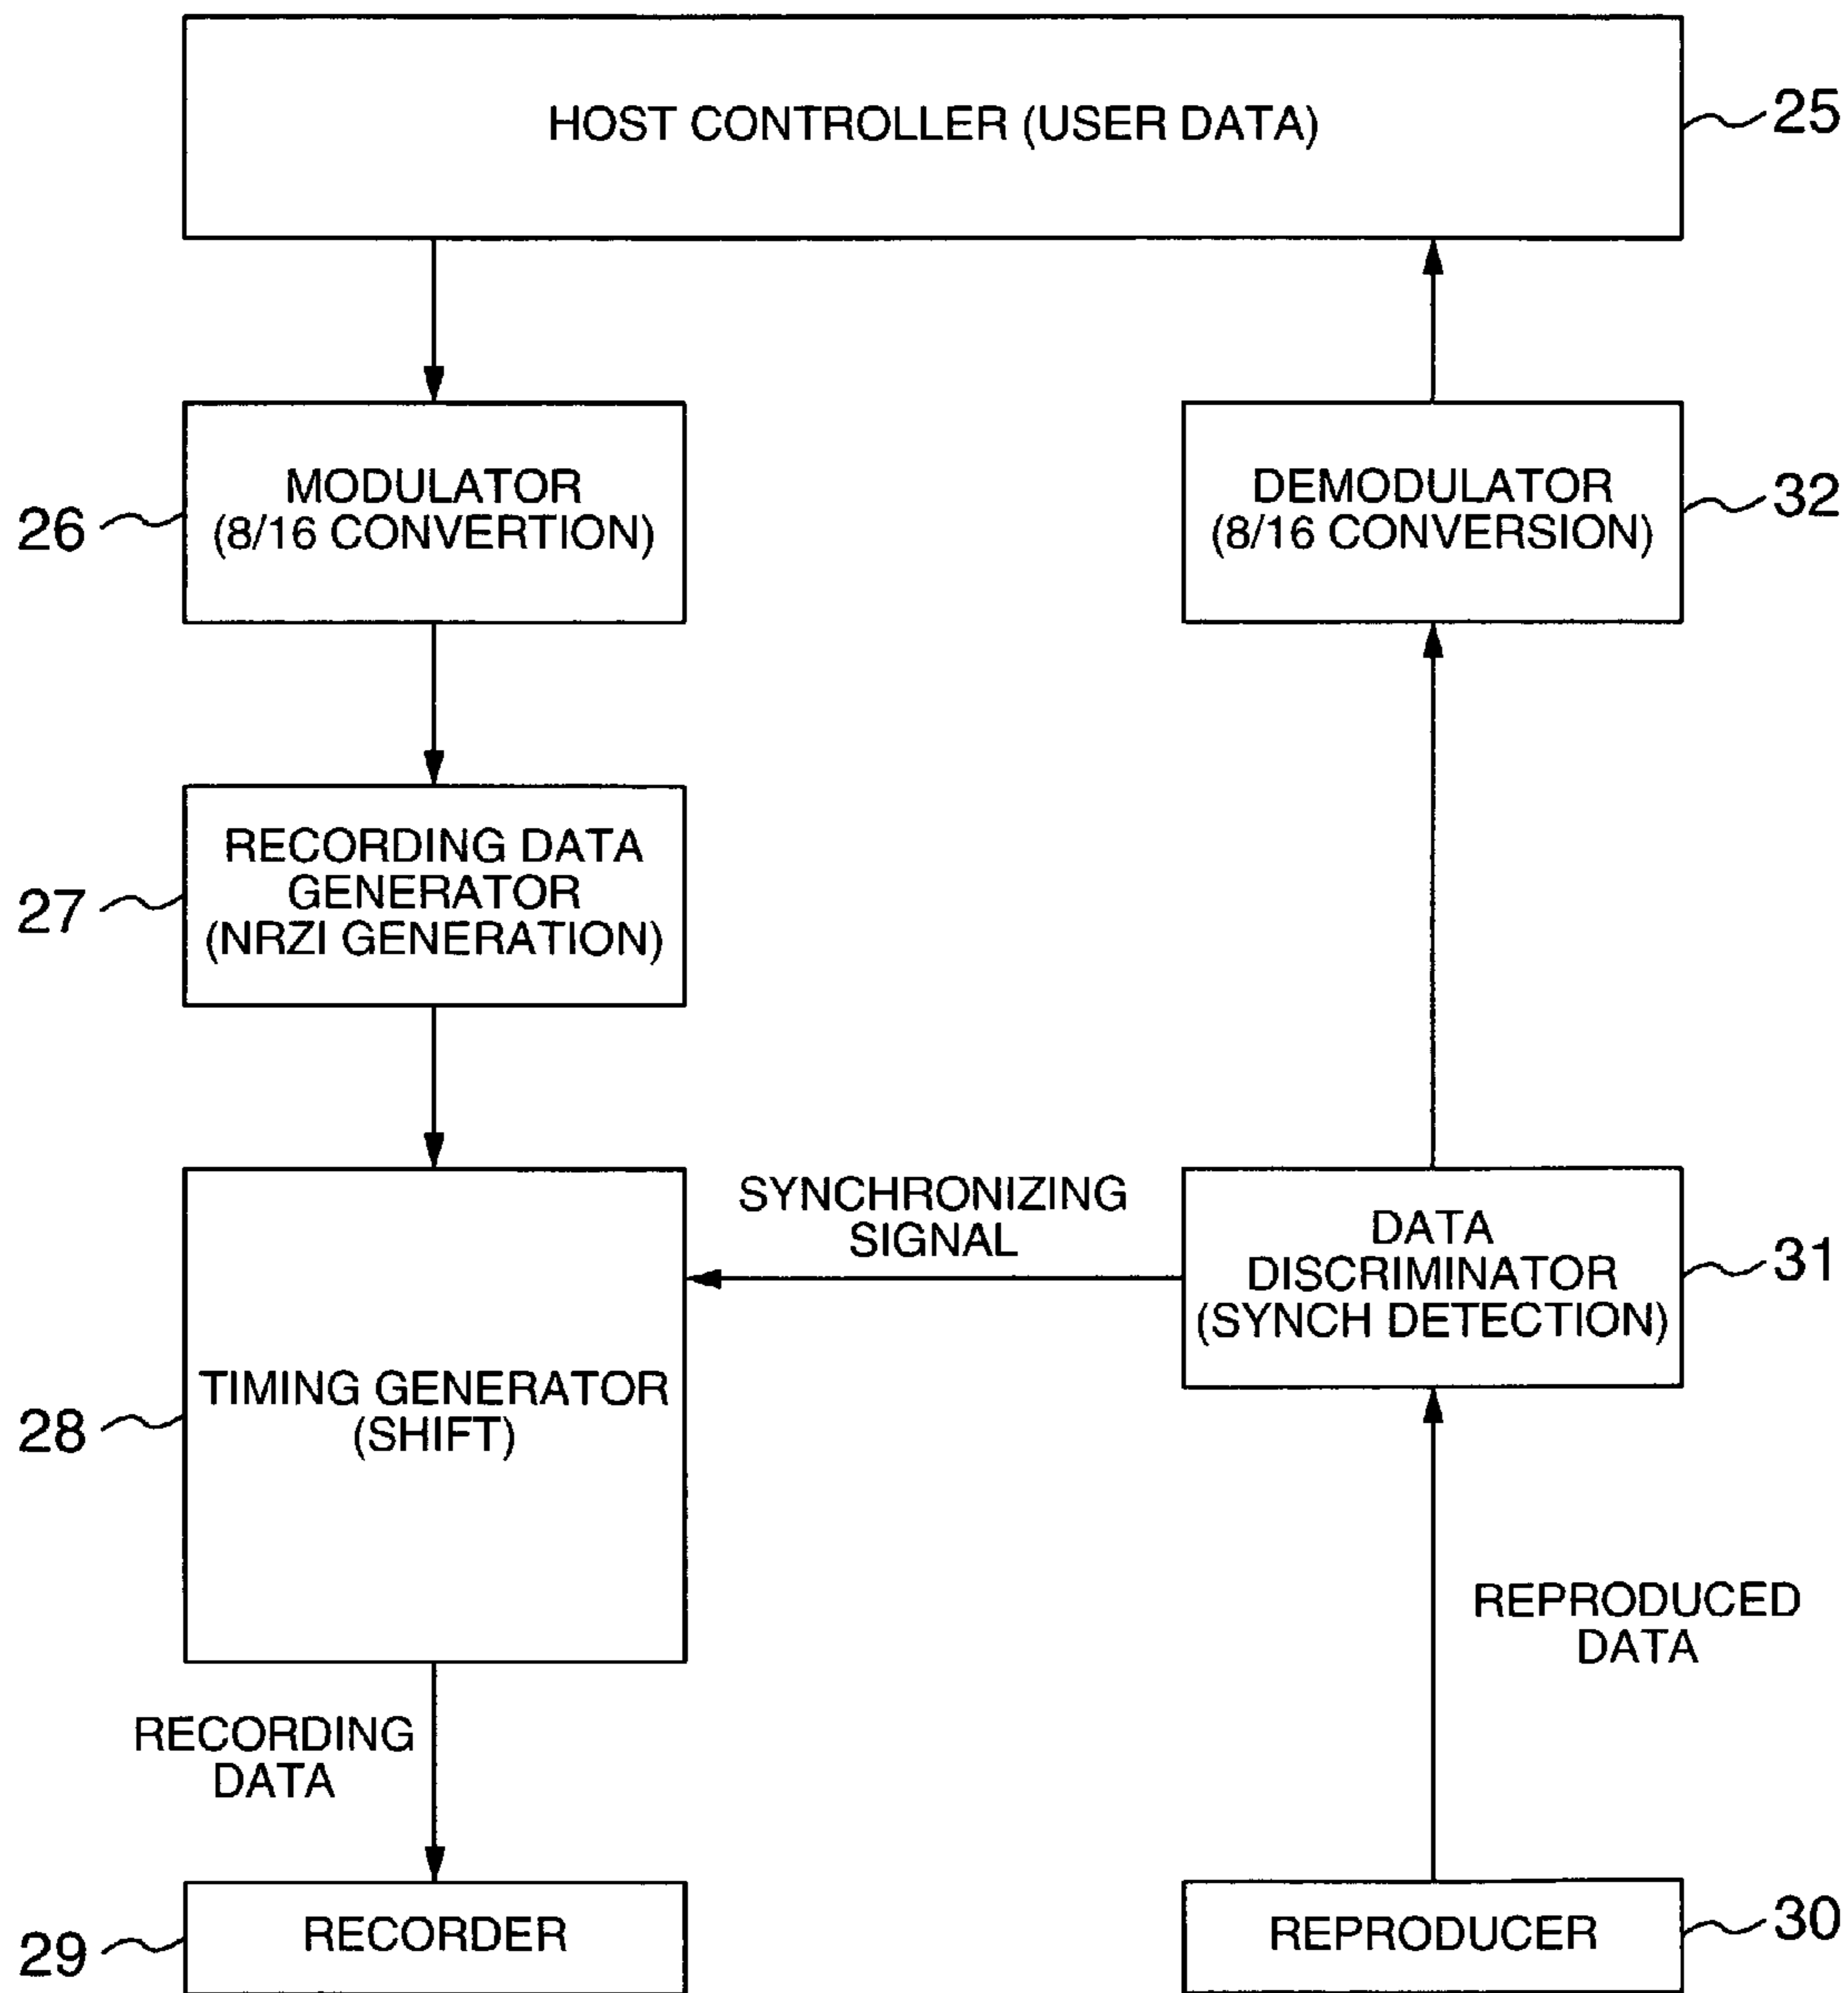 HOST CONTROLLER (USER DATA)
25
MODULATOR
(8/16 CONVERTION)
26
DEMODULATOR
(8/16 CONVERSION)
32
RECORDING DATA
GENERATOR
(NRZI GENERATION)
27
SYNCHRONIZING
SIGNAL
DATA
DISCRIMINATOR
(SYNCH DETECTION)
31
TIMING GENERATOR
(SHIFT)
28
REPRODUCED
DATA
RECORDING
DATA
RECORDER
29
REPRODUCER
30